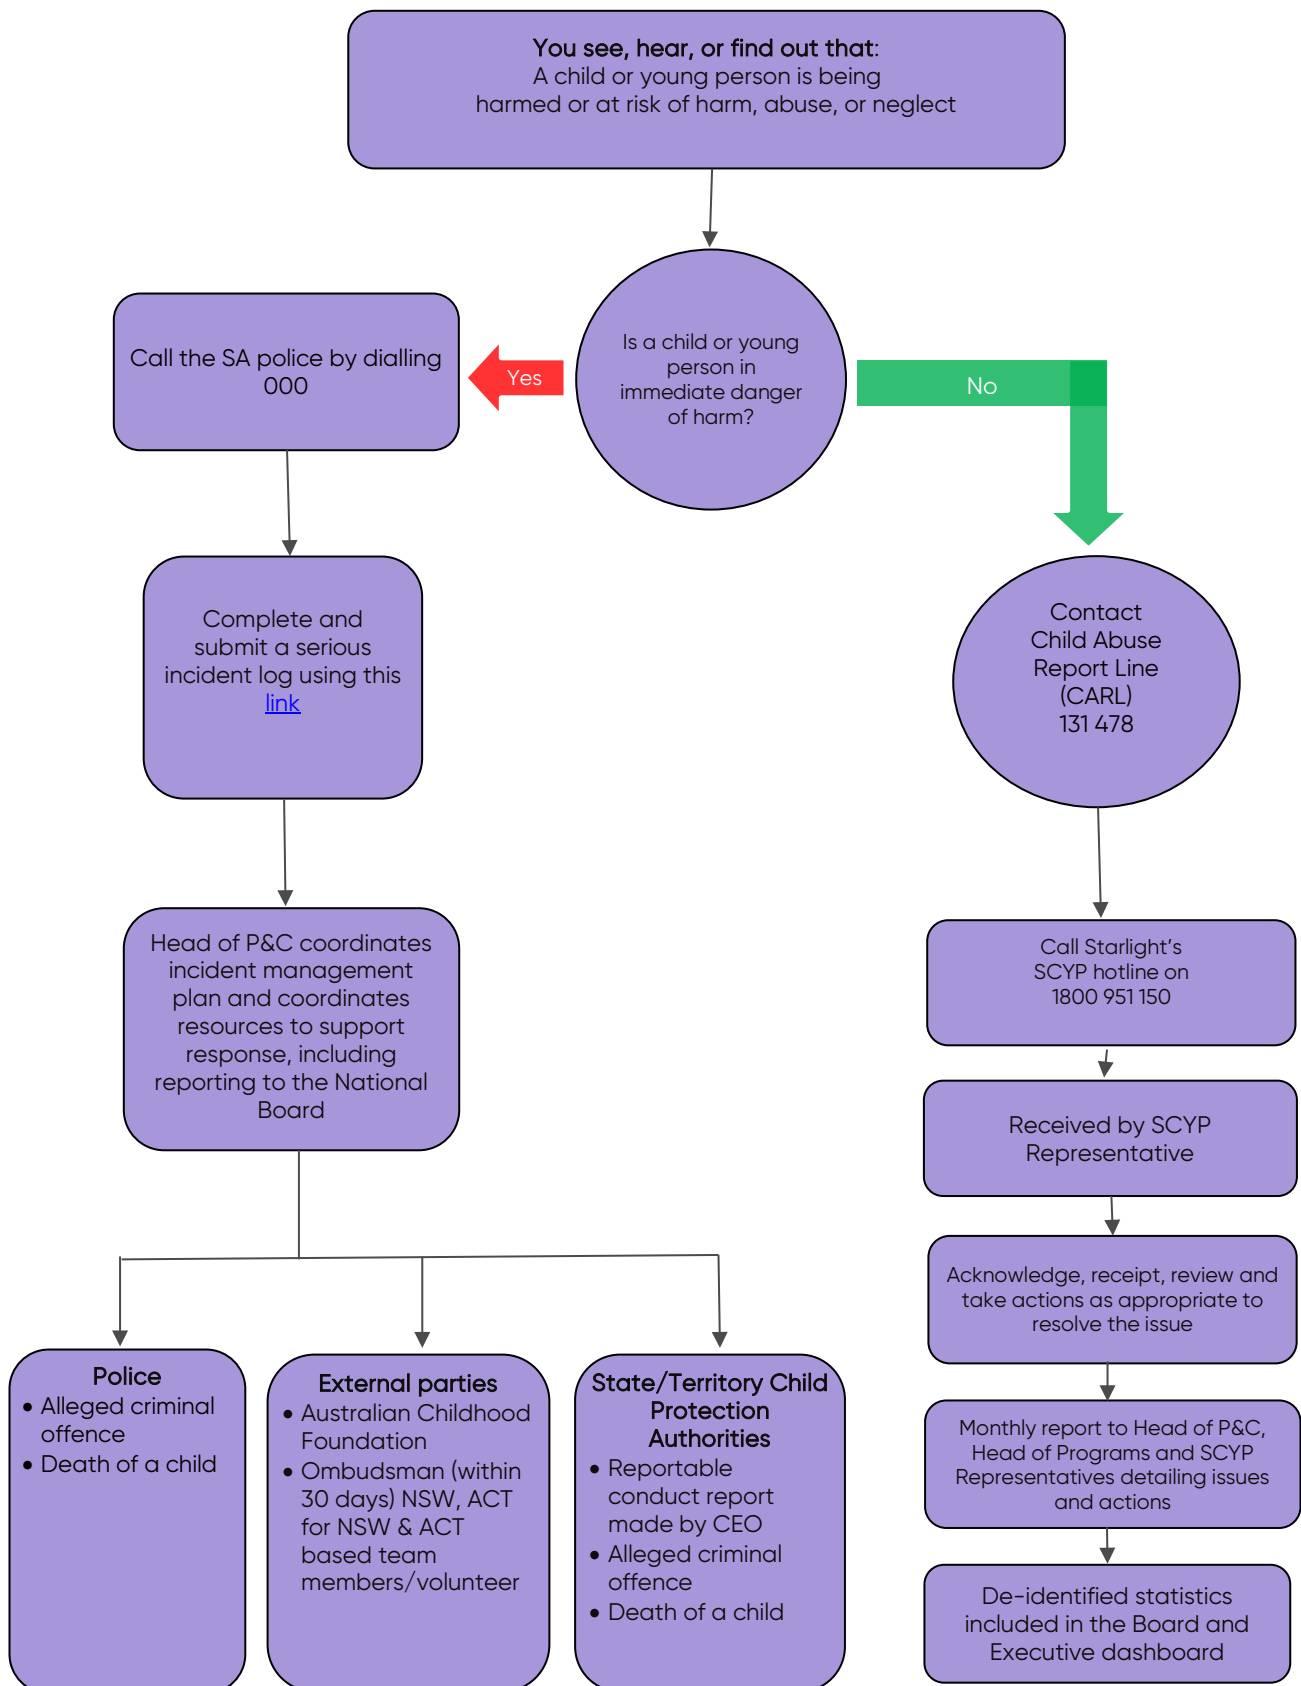 You see, hear, or find out that:
A child or young person is being
harmed or at risk of harm, abuse, or neglect
Is a child or young
person in
immediate danger
of harm?
Yes
No
Call the SA police by dialling
000
Complete and
submit a serious
incident log using this
link
Head of P&C coordinates
incident management
plan and coordinates
resources to support
response, including
reporting to the National
Board
Police
• Alleged criminal
offence
• Death of a child
External parties
• Australian Childhood
Foundation
• Ombudsman (within
30 days) NSW, ACT
for NSW & ACT
based team
members/volunteer
State/Territory Child
Protection
Authorities
• Reportable
conduct report
made by CEO
• Alleged criminal
offence
• Death of a child
Contact
Child Abuse
Report Line
(CARL)
131 478
Call Starlight's
SCYP hotline on
1800 951 150
Received by SCYP
Representative
Acknowledge, receipt, review and
take actions as appropriate to
resolve the issue
Monthly report to Head of P&C,
Head of Programs and SCYP
Representatives detailing issues
and actions
De-identified statistics
included in the Board and
Executive dashboard